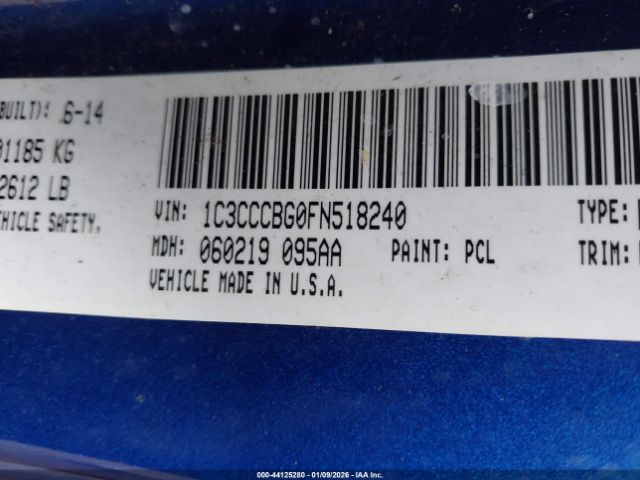 BUILT): 6-14
01185 KG
2612 LB
EHICLE SAFETY.
VIN: 1C3CCCBG0FN518240
MDH: 060219 095AA PAINT: PCL
VEHICLE MADE IN U.S.A.
TYPE:
TRIM:
000-44125280 - 01/09/2026 - IAA Inc.